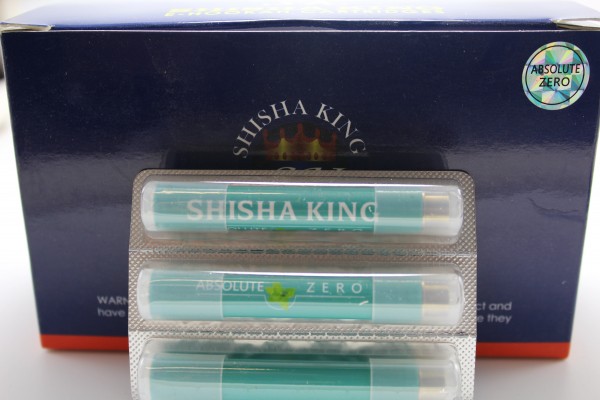 ABSOLUTE
ZERO
SHISHA KING
SHISHA KING
ABSOLUTE ZERO
WARN
ct and
have
e they